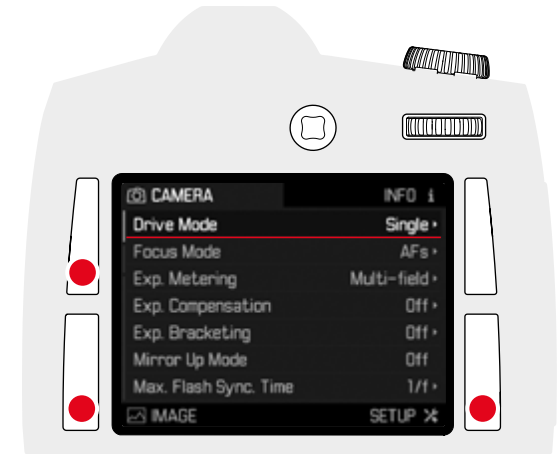 CAMERA INFO i
Drive Mode Single
Focus Mode AFs
Exp. Metering Multi-field
Exp. Compensation Off
Exp. Bracketing Off
Mirror Up Mode Off
Max. Flash Sync. Time 1/f
IMAGE SETUP